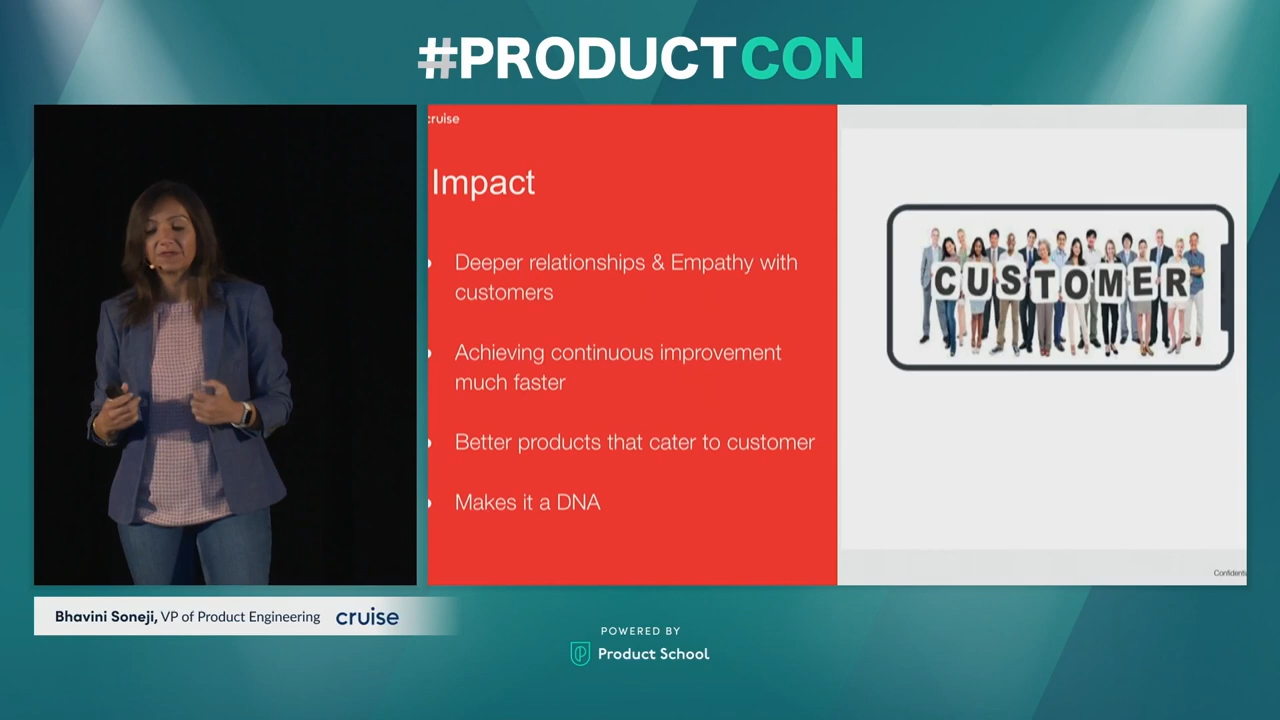 #PRODUCTCON
cruise
Impact
Deeper relationships & Empathy with
customers
Achieving continuous improvement
much faster
Better products that cater to customer
Makes it a DNA
CUSTOMER
Bhavini Soneji, VP of Product Engineering
cruise
POWERED BY
Product School